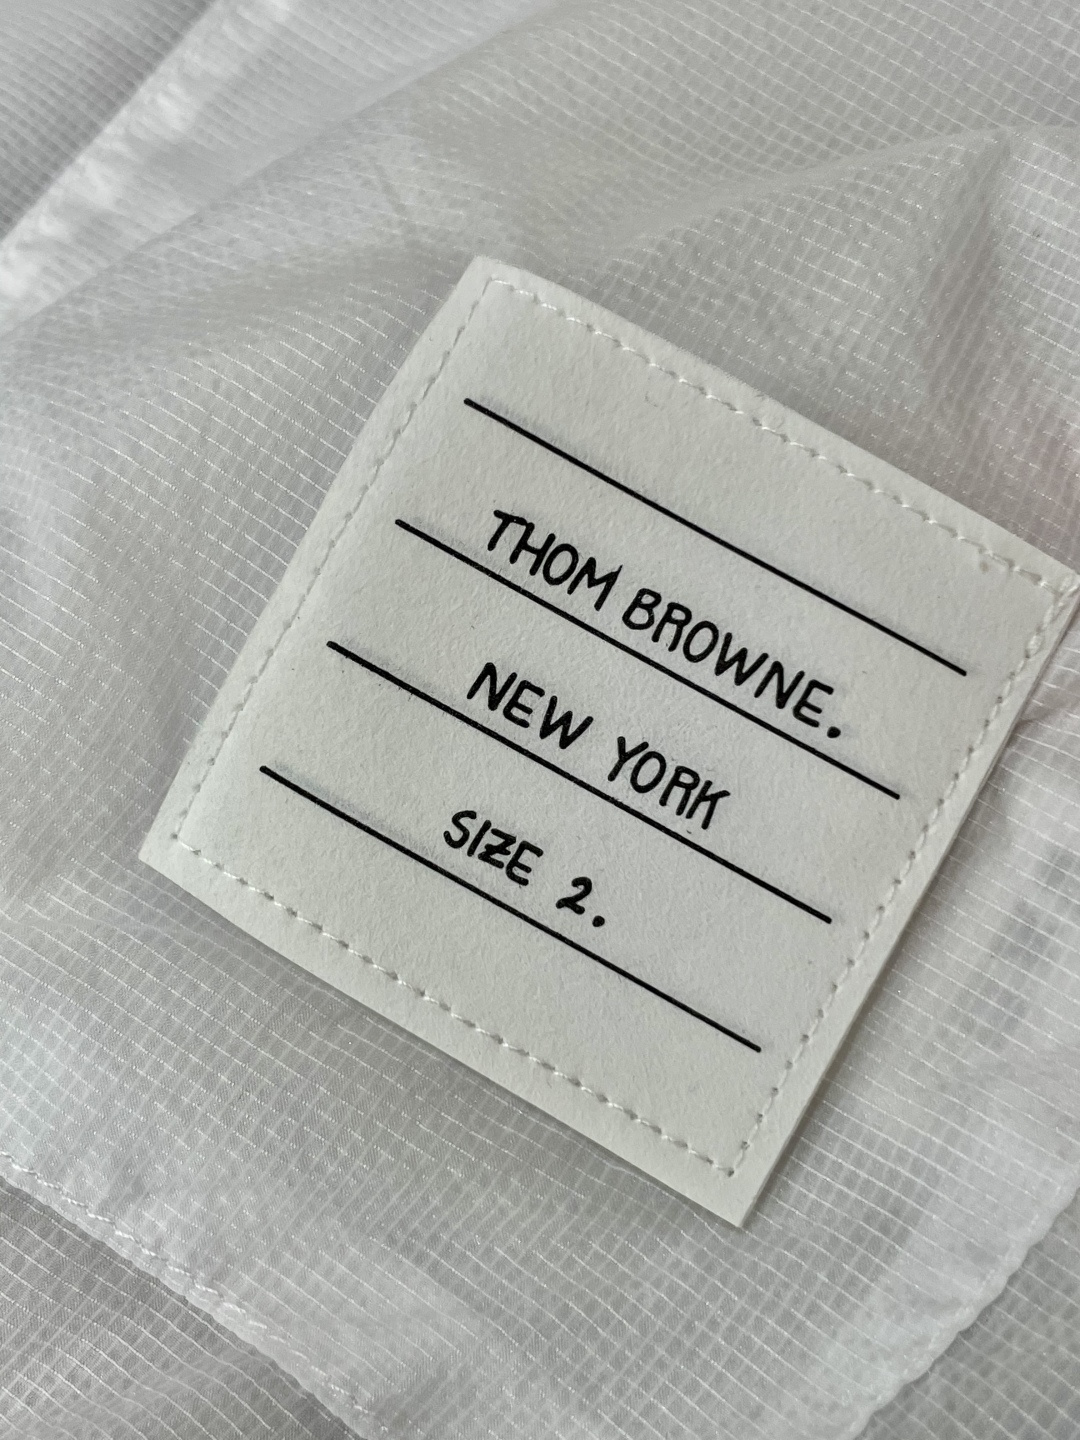 THOM BROWNE.
NEW YORK
SIZE 2.